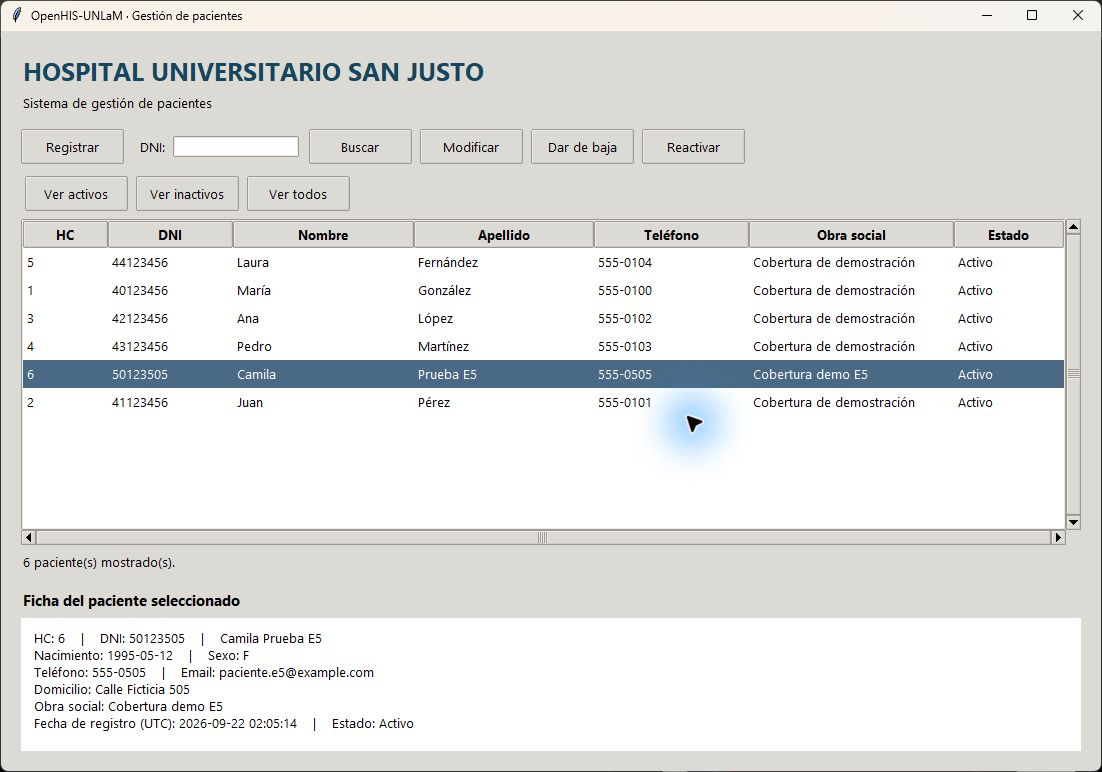 OpenHIS-UNLaM · Gestión de pacientes
HOSPITAL UNIVERSITARIO SAN JUSTO
Sistema de gestión de pacientes
Registrar DNI: Buscar Modificar Dar de baja Reactivar
Ver activos Ver inactivos Ver todos
HC DNI Nombre Apellido Teléfono Obra social Estado
5 44123456 Laura Fernández 555-0104 Cobertura de demostración Activo
1 40123456 María González 555-0100 Cobertura de demostración Activo
3 42123456 Ana López 555-0102 Cobertura de demostración Activo
4 43123456 Pedro Martínez 555-0103 Cobertura de demostración Activo
6 50123505 Camila Prueba E5 555-0505 Cobertura demo E5 Activo
2 41123456 Juan Pérez 555-0101 Cobertura de demostración Activo
6 paciente(s) mostrado(s).
Ficha del paciente seleccionado
HC: 6 | DNI: 50123505 | Camila Prueba E5
Nacimiento: 1995-05-12 | Sexo: F
Teléfono: 555-0505 | Email: paciente.e5@example.com
Domicilio: Calle Ficticia 505
Obra social: Cobertura demo E5
Fecha de registro (UTC): 2026-09-22 02:05:14 | Estado: Activo